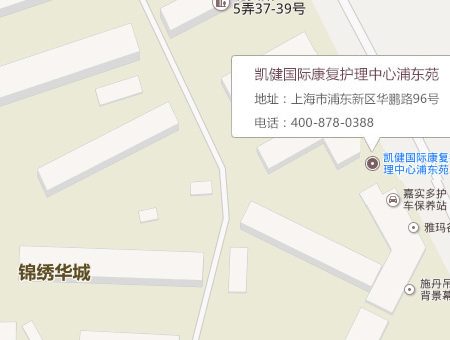 5弄37-39号
凯健国际康复护理中心浦东苑
地址：上海市浦东新区华鹏路96号
电话：400-878-0388
凯健国际康复
理中心浦东苑
嘉实多护
车保养站
雅玛
施丹吊
背景幕
锦绣华城